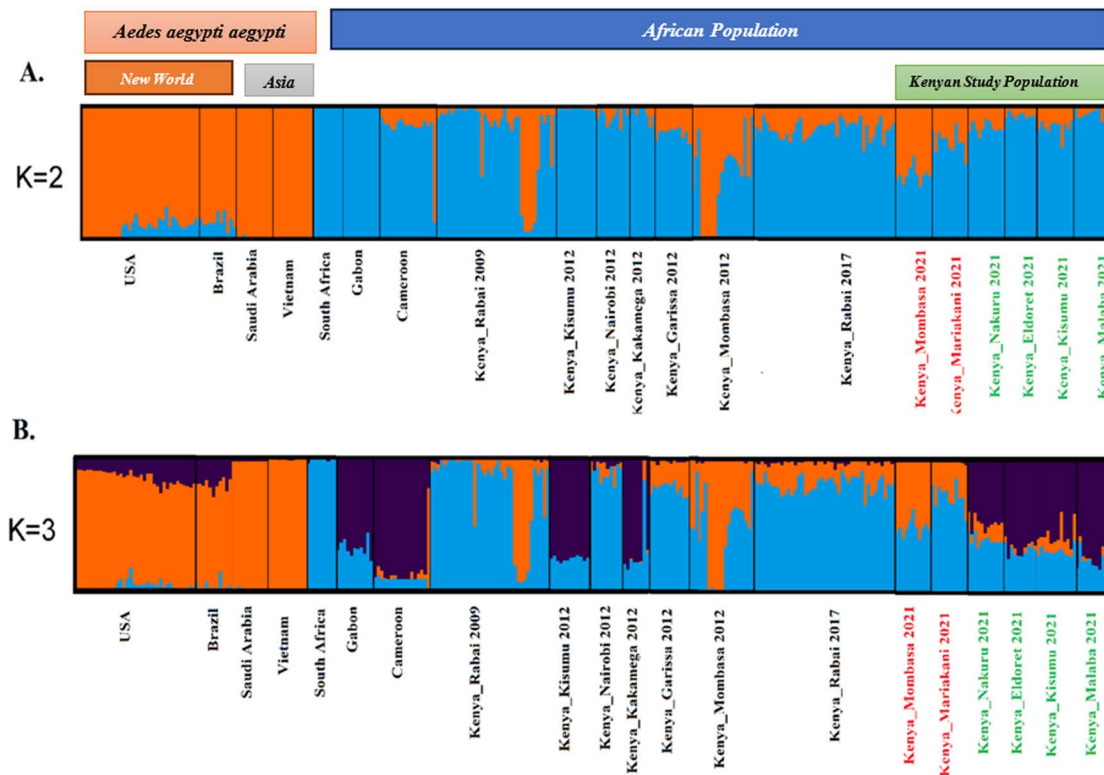 Aedes aegypti aegypti
African Population
A.
New World
Asia
Kenyan Study Population
K=2
USA
Brazil
Saudi Arabia
Vietnam
South Africa
Gabon
Cameroon
Kenya_Rabai 2009
Kenya_Kisumu 2012
Kenya_Nairobi 2012
Kenya_Kakamega 2012
Kenya_Garissa 2012
Kenya_Mombasa 2012
Kenya_Rabai 2017
Kenya_Mombasa 2021
Kenya_Mariakani 2021
Kenya_Nakuru 2021
Kenya_Eldoret 2021
Kenya_Kisumu 2021
Kenya_Malaba 2021
B.
K=3
USA
Brazil
Saudi Arabia
Vietnam
South Africa
Gabon
Cameroon
Kenya_Rabai 2009
Kenya_Kisumu 2012
Kenya_Nairobi 2012
Kenya_Kakamega 2012
Kenya_Garissa 2012
Kenya_Mombasa 2012
Kenya_Rabai 2017
Kenya_Mombasa 2021
Kenya_Mariakani 2021
Kenya_Nakuru 2021
Kenya_Eldoret 2021
Kenya_Kisumu 2021
Kenya_Malaba 2021